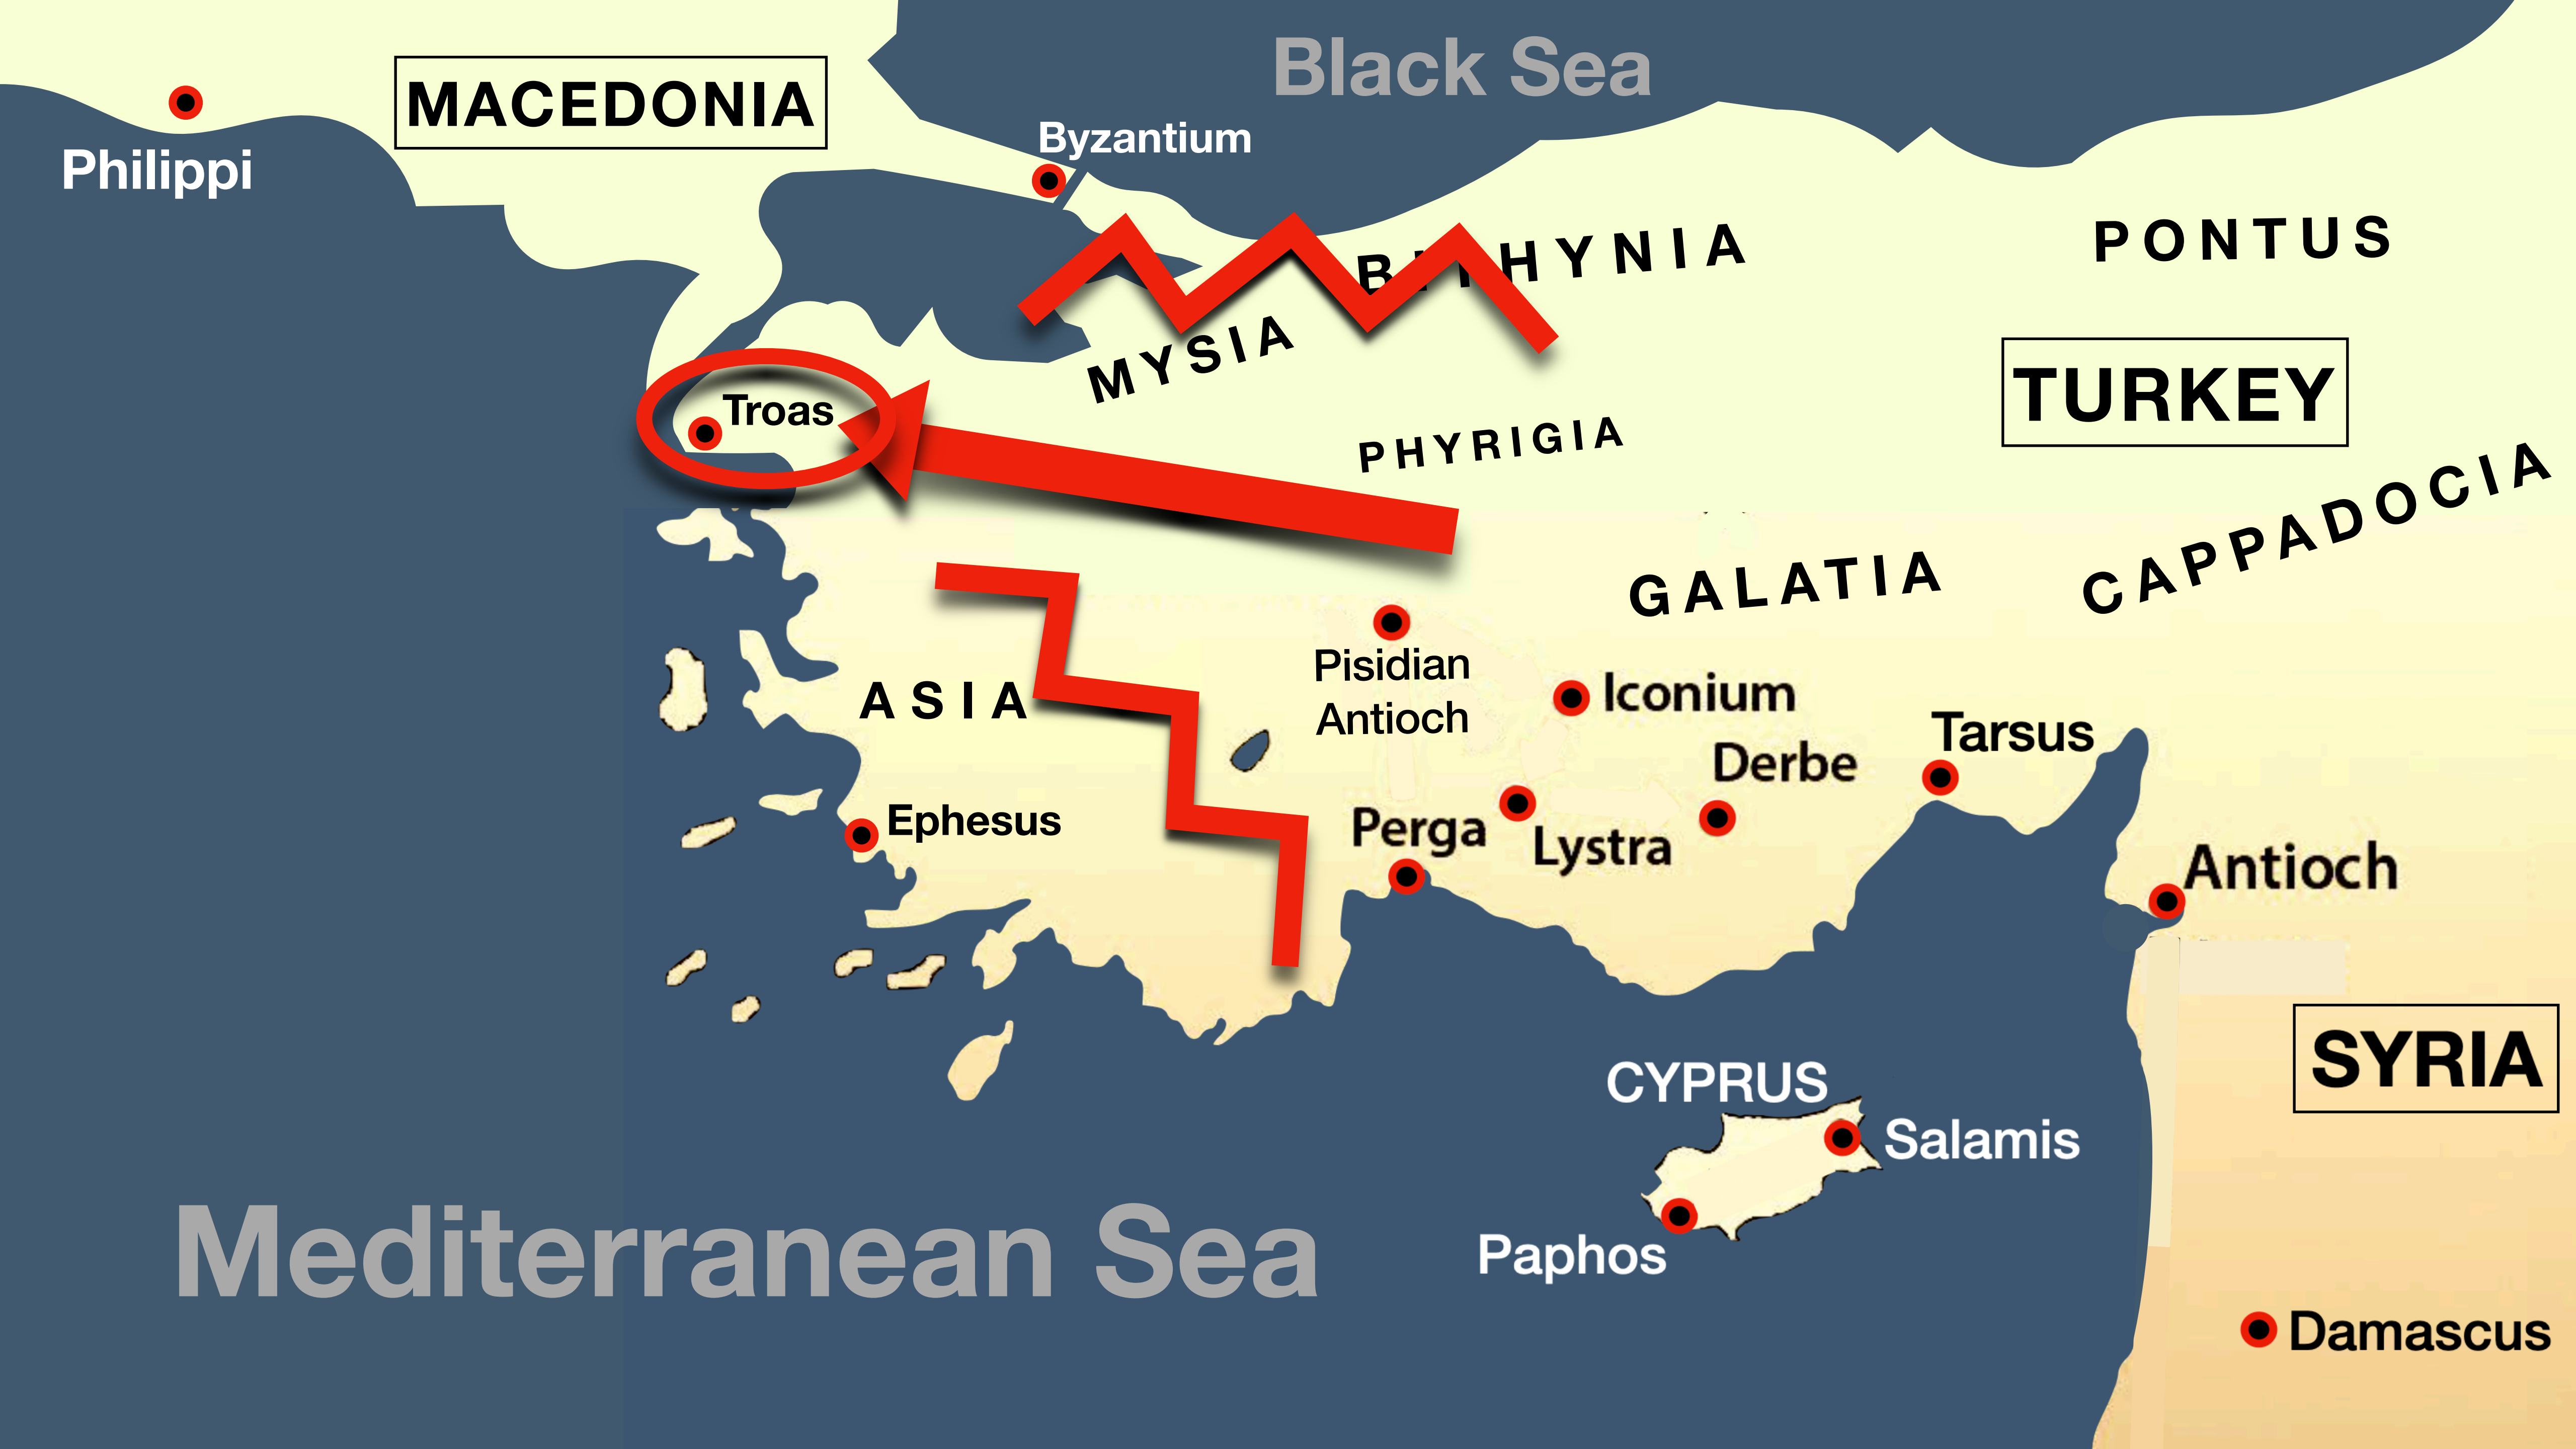 Black Sea
MACEDONIA
Philippi
Byzantium
BITHYNIA
PONTUS
MYSIA
TURKEY
Troas
PHYRIGIA
CAPPADOCIA
GALATIA
Pisidian
Antioch
ASIA
Iconium
Tarsus
Derbe
Ephesus
Perga
Lystra
Antioch
SYRIA
CYPRUS
Salamis
Mediterranean Sea
Paphos
Damascus